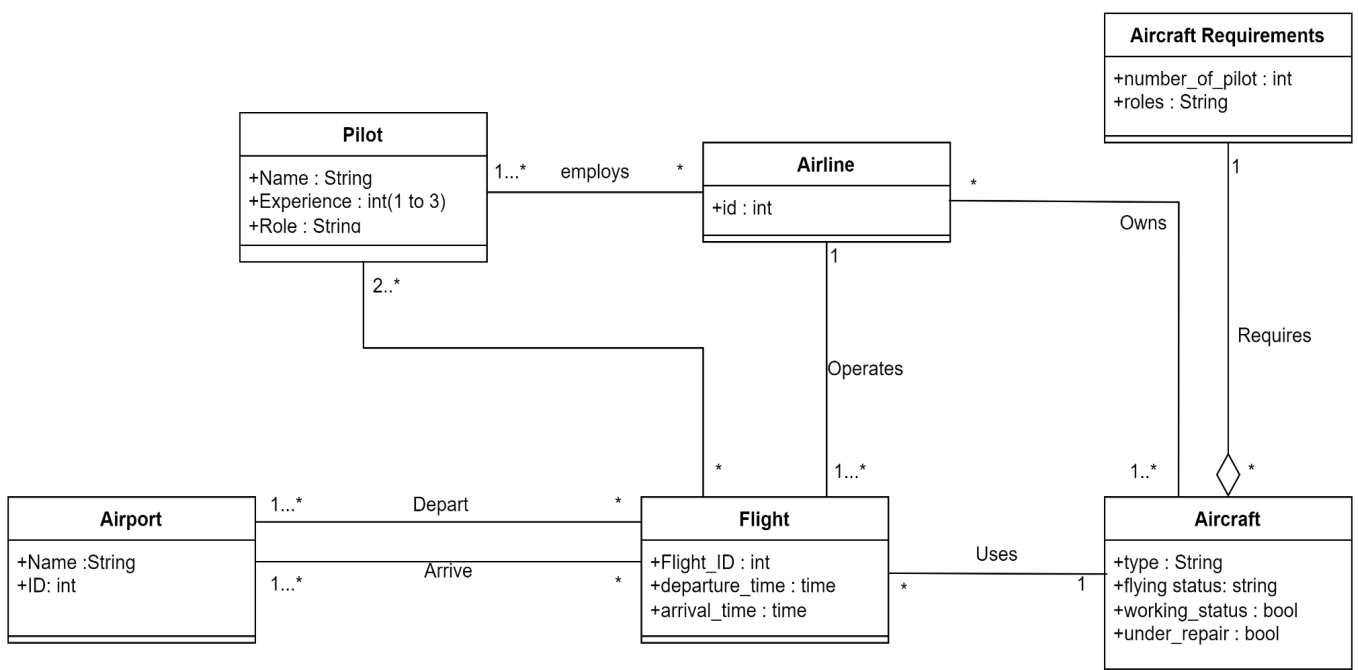 Aircraft Requirements
+number_of_pilot : int
+roles : String
1
Pilot
+Name : String
+Experience : int(1 to 3)
+Role : String
1...*
employs
*
Airline
+id : int
*
Owns
1
2..*
Operates
Requires
*
1...*
1..*
*
Airport
+Name :String
+ID: int
1...*
Depart
*
1...*
Arrive
*
Flight
+Flight_ID : int
+departure_time : time
+arrival_time : time
*
Uses
1
Aircraft
+type : String
+flying status: string
+working_status : bool
+under_repair : bool